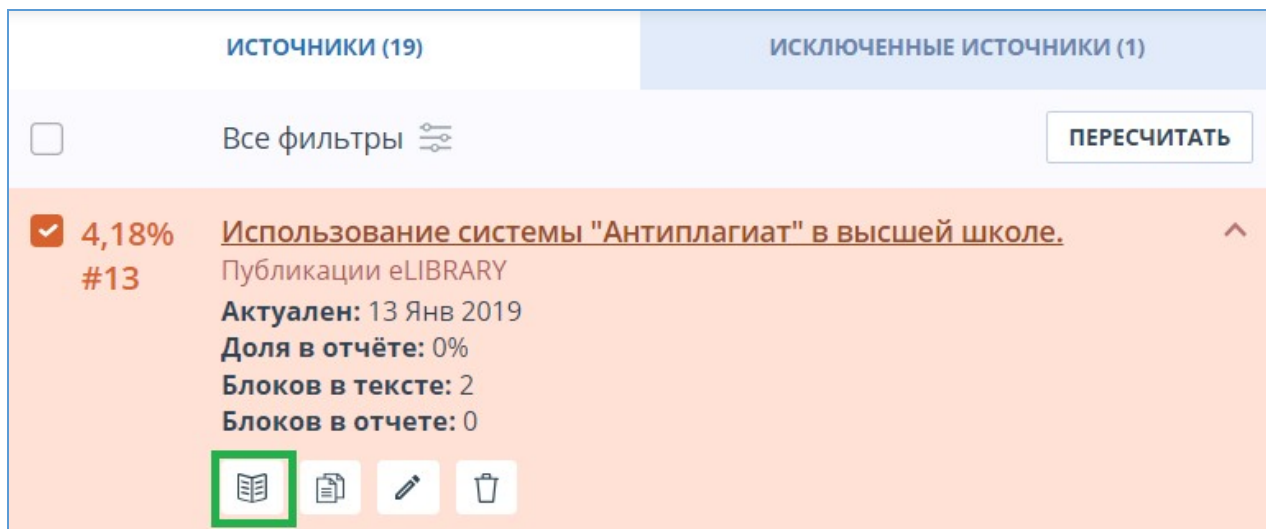 ИСТОЧНИКИ (19)
ИСКЛЮЧЕННЫЕ ИСТОЧНИКИ (1)
Все фильтры
ПЕРЕСЧИТАТЬ
4,18%
#13
Использование системы "Антиплагиат" в высшей школе.
Публикации eLIBRARY
Актуален: 13 Янв 2019
Доля в отчёте: 0%
Блоков в тексте: 2
Блоков в отчете: 0